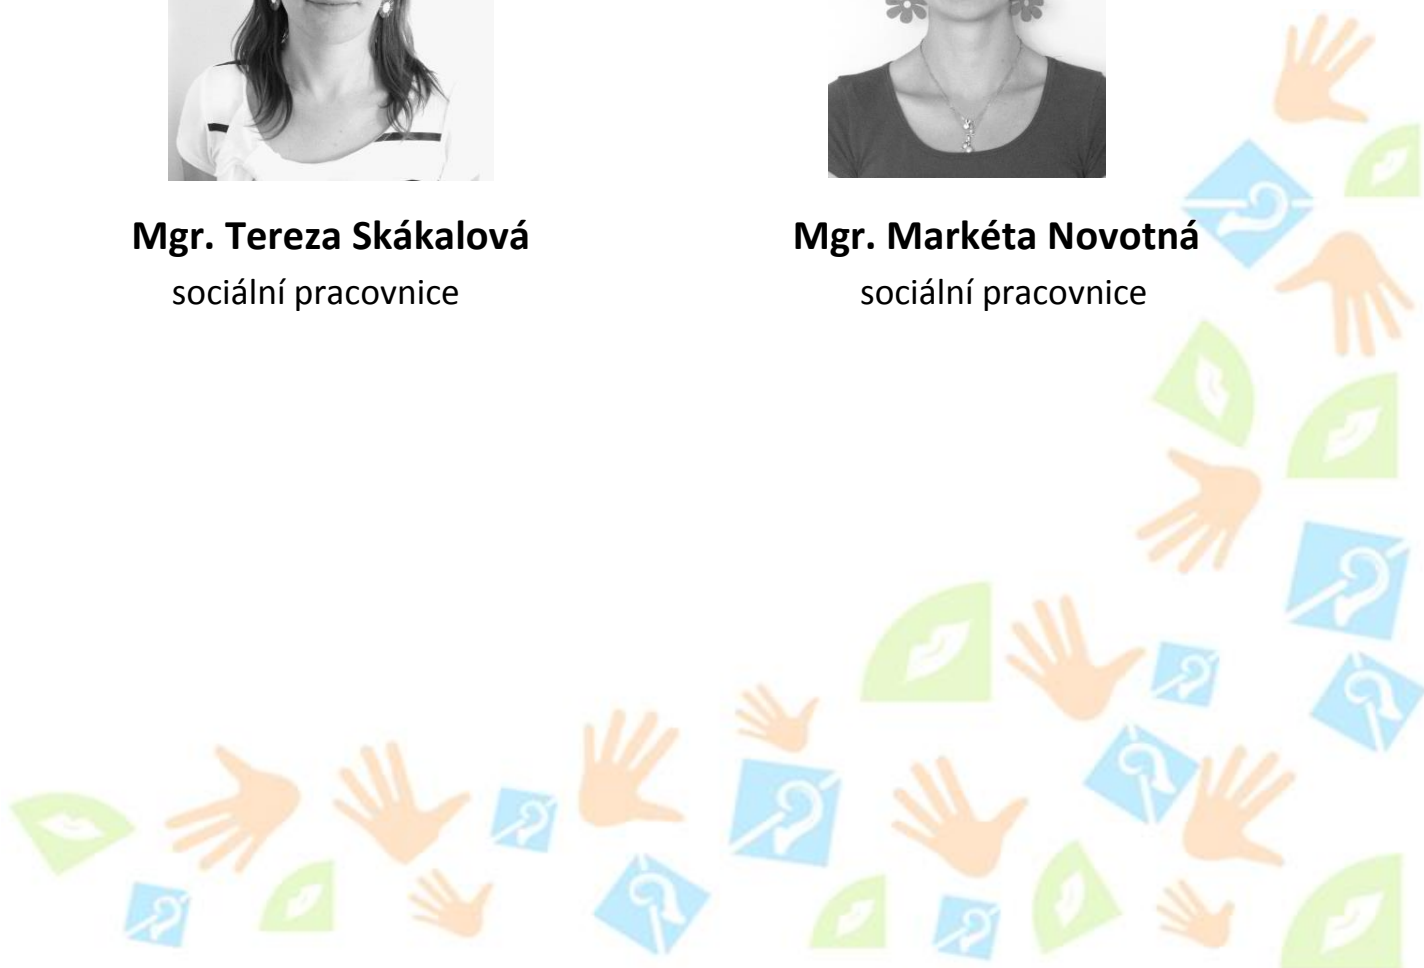 Mgr. Tereza Skákalová
sociální pracovnice
Mgr. Markéta Novotná
sociální pracovnice